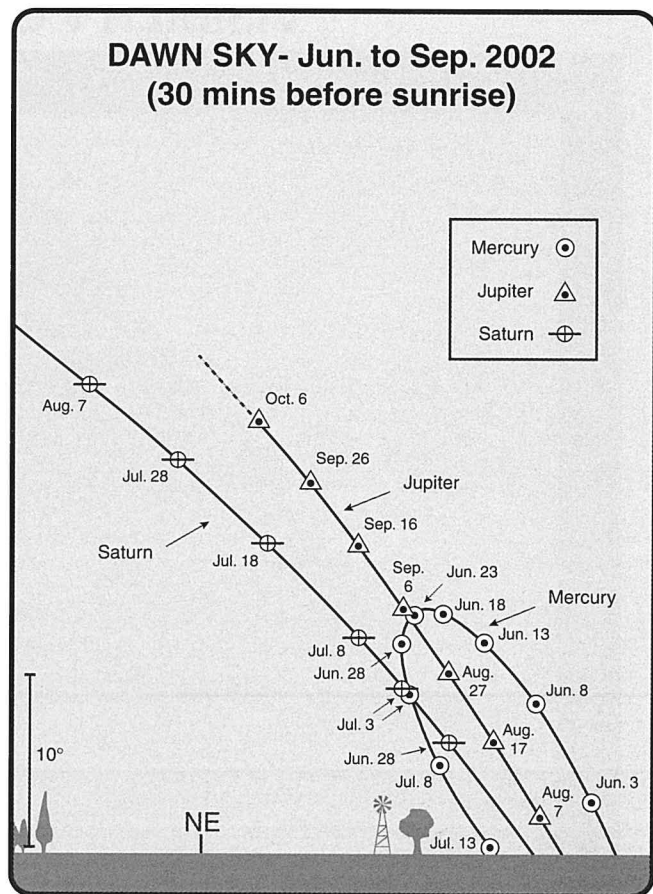 DAWN SKY- Jun. to Sep. 2002
(30 mins before sunrise)
Mercury
Jupiter
Saturn
Aug. 7
Oct. 6
Jul. 28
Sep. 26
Jupiter
Saturn
Jul. 18
Sep. 16
Sep.
6
Jun. 23
Jun. 18
Mercury
Jun. 13
Jul. 8
Jun. 28
Aug.
27
Jun. 8
Jul. 3
10°
Jun. 28
Aug.
17
Jul. 8
Jun. 3
Aug.
7
NE
Jul. 13